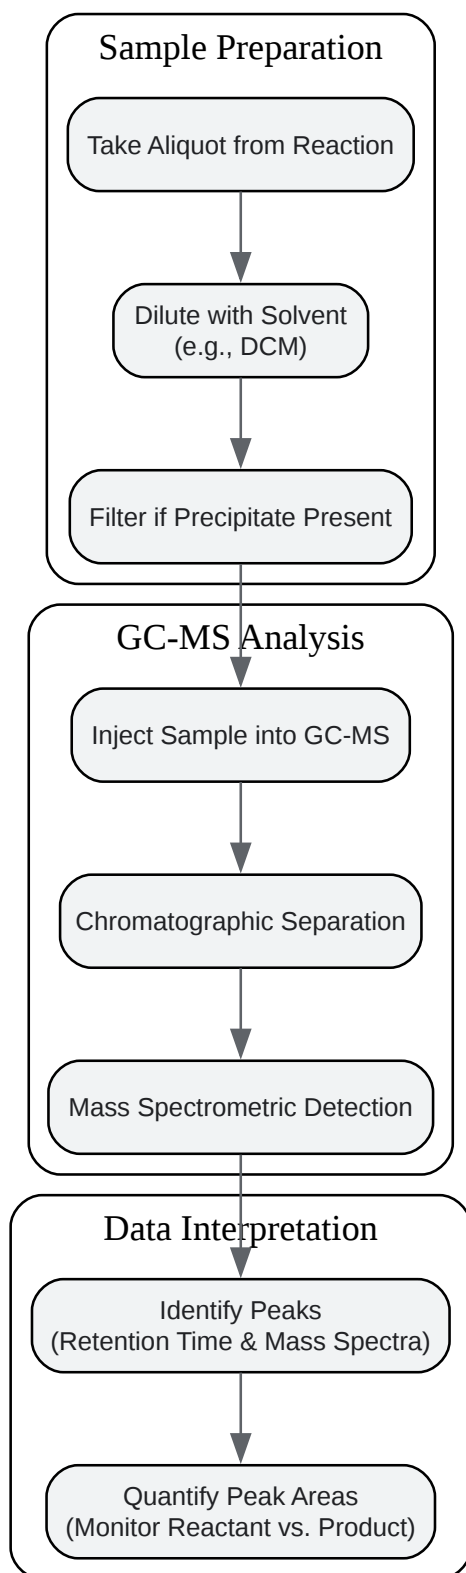 Sample Preparation
Take Aliquot from Reaction
Dilute with Solvent
(e.g., DCM)
Filter if Precipitate Present
GC-MS Analysis
Inject Sample into GC-MS
Chromatographic Separation
Mass Spectrometric Detection
Data Interpretation
Identify Peaks
(Retention Time & Mass Spectra)
Quantify Peak Areas
(Monitor Reactant vs. Product)